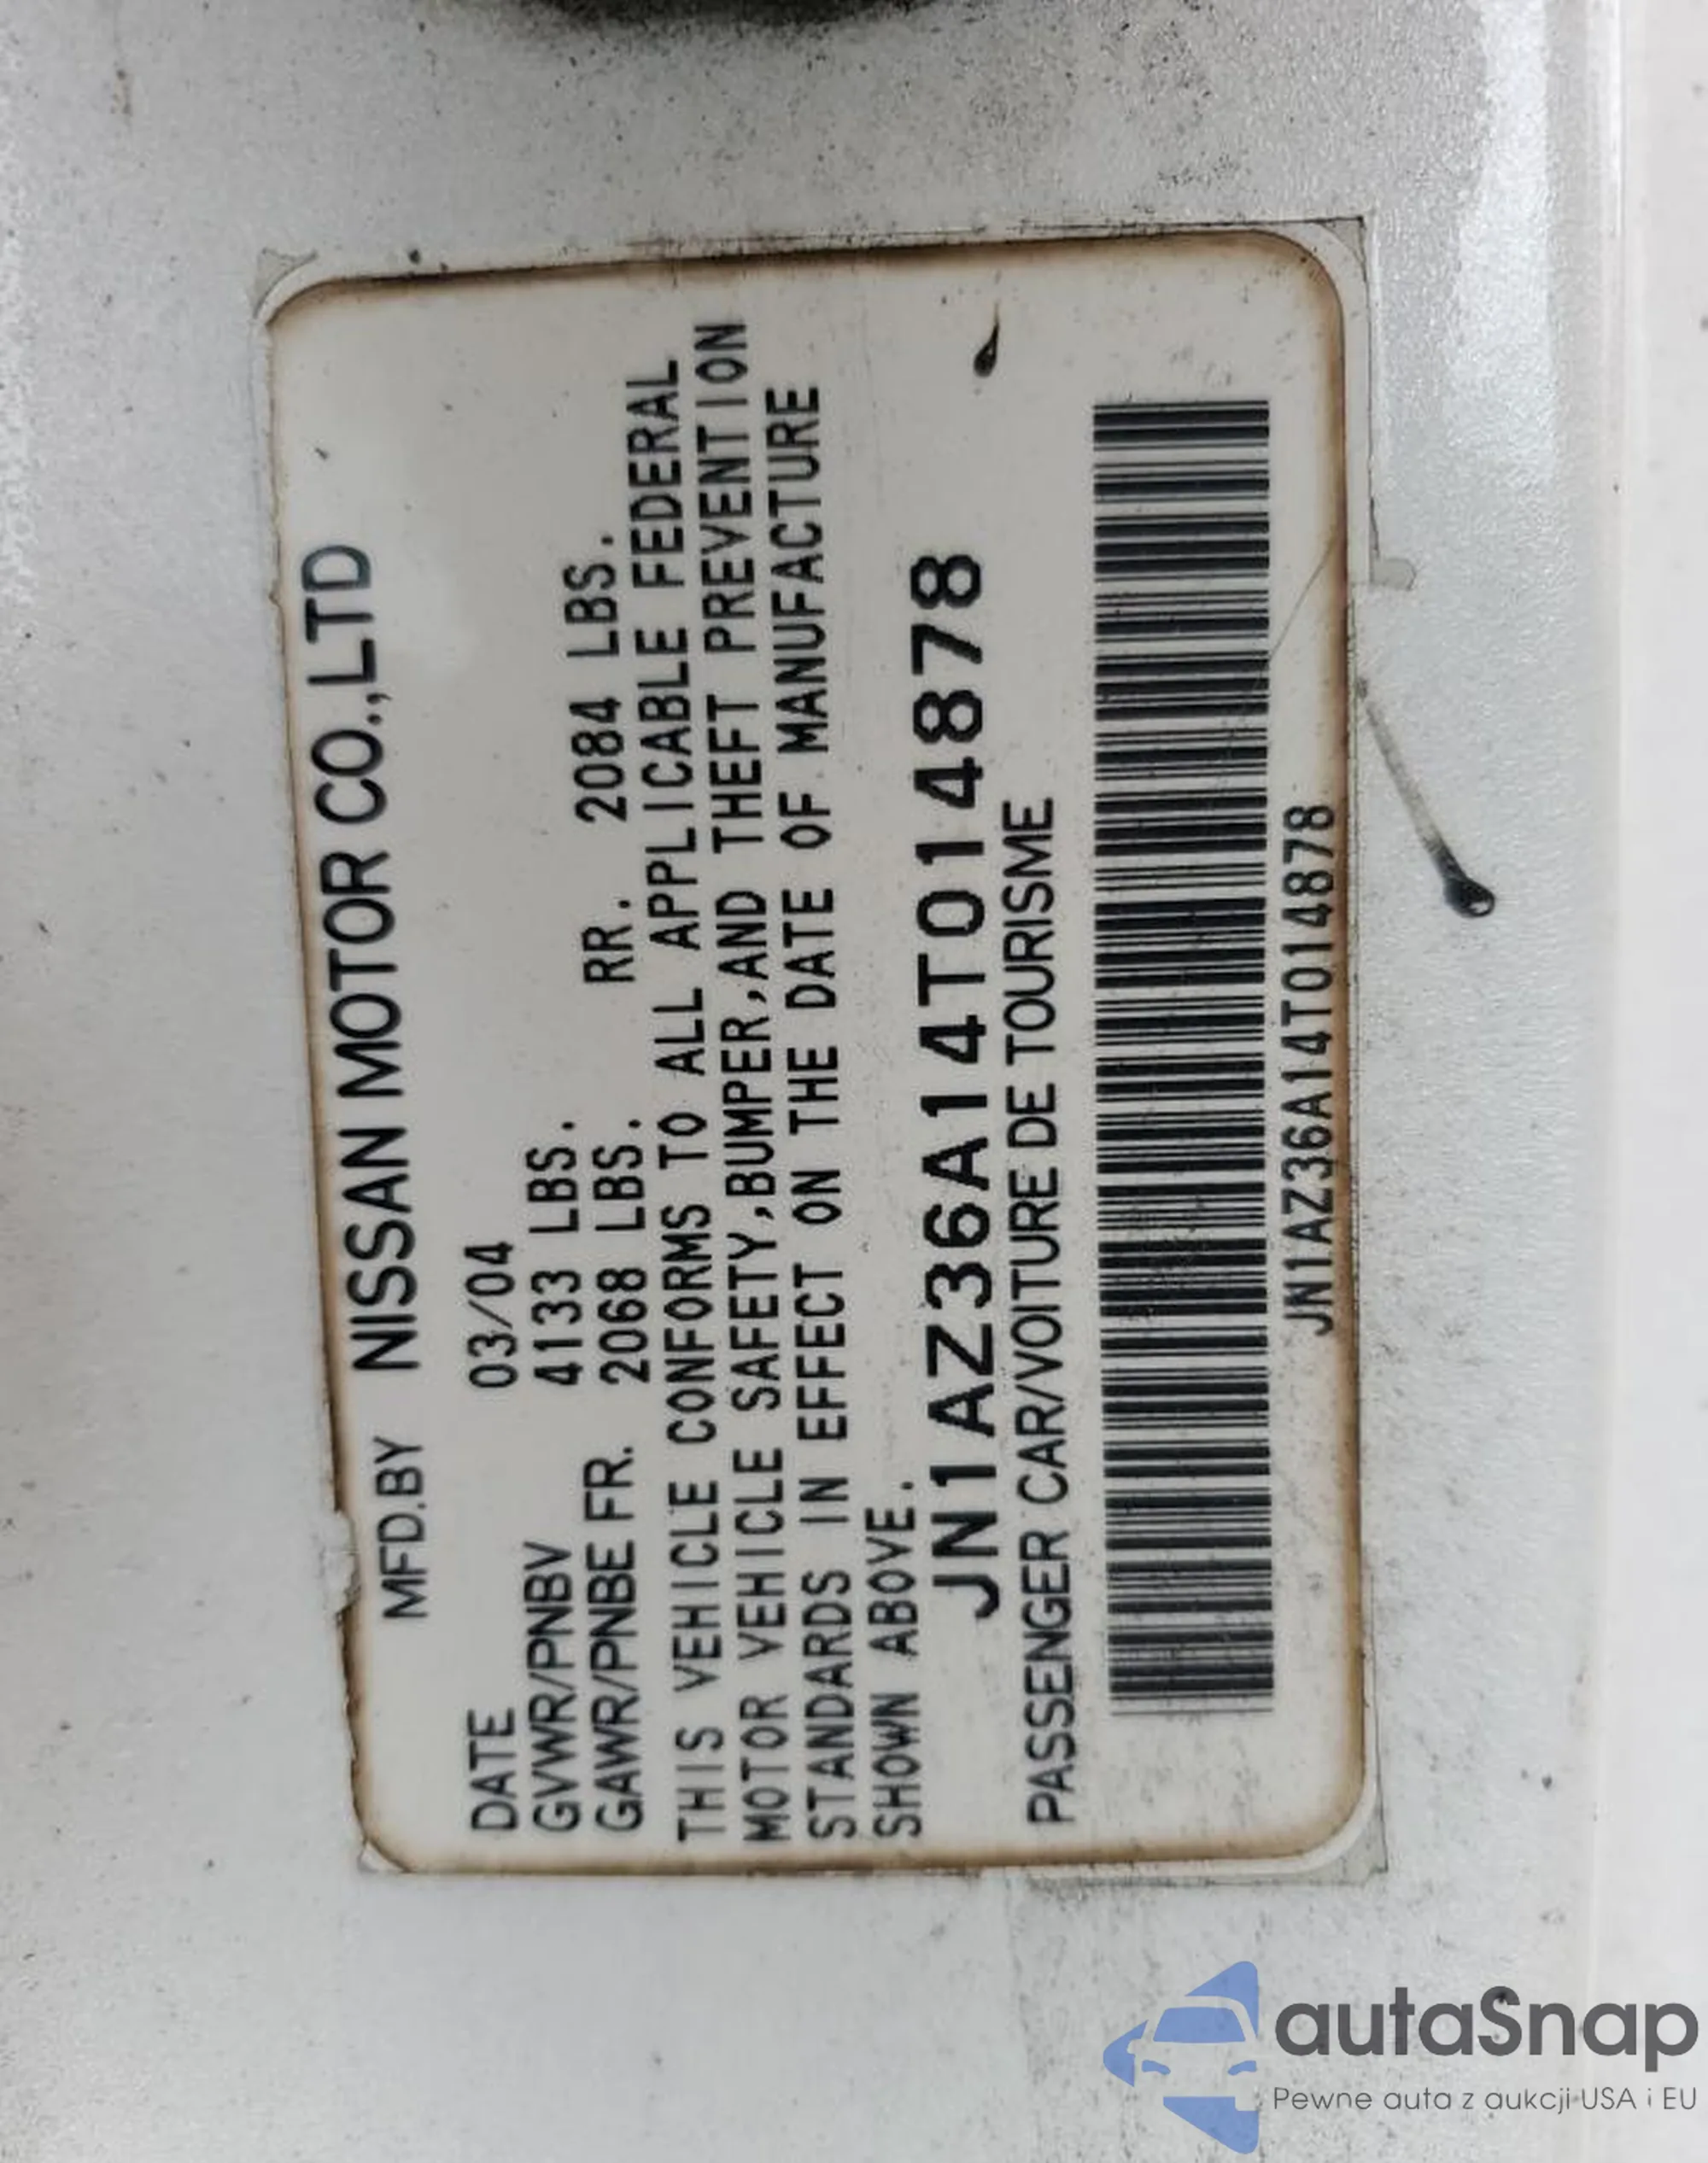 MFD.BY NISSAN MOTOR CO.,LTD
DATE 03/04
GVWR/PNBV 4133 LBS.
GAWR/PNBE FR. 2068 LBS. RR. 2084 LBS.
THIS VEHICLE CONFORMS TO ALL APPLICABLE FEDERAL
MOTOR VEHICLE SAFETY,BUMPER,AND THEFT PREVENTION
STANDARDS IN EFFECT ON THE DATE OF MANUFACTURE
SHOWN ABOVE.
JN1AZ36A14T014878
PASSENGER CAR/VOITURE DE TOURISME
JN1AZ36A14T014878
autaSnap
Pewne auta z aukcji USA i EU